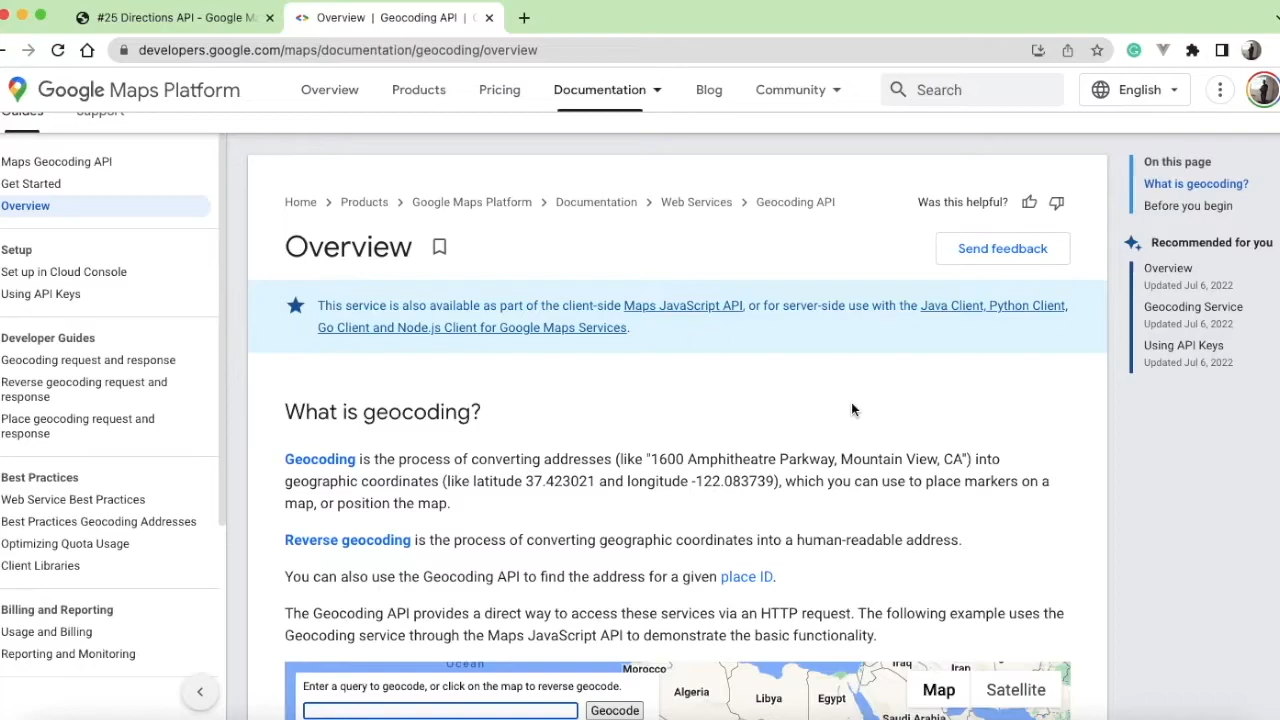 #25 Directions API - Google M
Overview | Geocoding API |
developers.google.com/maps/documentation/geocoding/overview
Google Maps Platform
Overview
Products
Pricing
Documentation
Blog
Community
Search
English
Guides
Support
Maps Geocoding API
Get Started
Overview
Setup
Set up in Cloud Console
Using API Keys
Developer Guides
Geocoding request and response
Reverse geocoding request and
response
Place geocoding request and
response
Best Practices
Web Service Best Practices
Best Practices Geocoding Addresses
Optimizing Quota Usage
Client Libraries
Billing and Reporting
Usage and Billing
Reporting and Monitoring
Home > Products > Google Maps Platform > Documentation > Web Services > Geocoding API
Was this helpful?
Overview
Send feedback
This service is also available as part of the client-side Maps JavaScript API, or for server-side use with the Java Client, Python Client,
Go Client and Node.js Client for Google Maps Services.
What is geocoding?
Geocoding is the process of converting addresses (like "1600 Amphitheatre Parkway, Mountain View, CA") into
geographic coordinates (like latitude 37.423021 and longitude -122.083739), which you can use to place markers on a
map, or position the map.
Reverse geocoding is the process of converting geographic coordinates into a human-readable address.
You can also use the Geocoding API to find the address for a given place ID.
The Geocoding API provides a direct way to access these services via an HTTP request. The following example uses the
Geocoding service through the Maps JavaScript API to demonstrate the basic functionality.
Ocean
Enter a query to geocode, or click on the map to reverse geocode.
Geocode
Morocco
Algeria
Libya
Egypt
Iraq
Iran
Saudi Arabia
Map
Satellite
On this page
What is geocoding?
Before you begin
Recommended for you
Overview
Updated Jul 6, 2022
Geocoding Service
Updated Jul 6, 2022
Using API Keys
Updated Jul 6, 2022